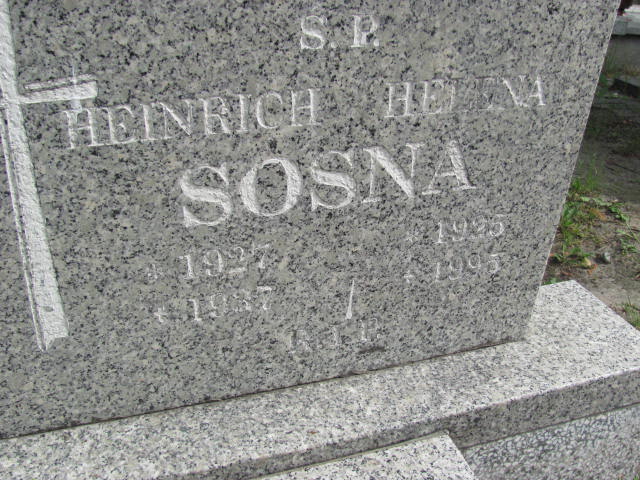 S. P.
HEINRICH HELENA
SOSNA
* 1927 * 1925
+ 1987 + 1995
R. I. P.